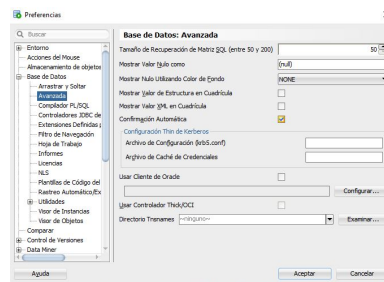 Preferencias
Buscar
Entorno
Acciones del Mouse
Almacenamiento de objetos
Base de Datos
Arrastrar y Soltar
Avanzada
Compilador PL/SQL
Controladores JDBC de
Extensiones Definidas p
Filtro de Navegación
Hoja de Trabajo
Informes
Licencias
NLS
Plantillas de Código del
Rastreo Automático/Ex
Utilidades
Visor de Instancias
Visor de Objetos
Comparar
Control de Versiones
Data Miner
Base de Datos: Avanzada
Tamaño de Recuperación de Matriz SQL (entre 50 y 200) 50
Mostrar Valor Nulo como (null)
Mostrar Nulo Utilizando Color de Fondo NONE
Mostrar Valor de Estructura en Cuadrícula
Mostrar Valor XML en Cuadrícula
Confirmación Automática
Configuración Thin de Kerberos
Archivo de Configuración (krb5.conf)
Archivo de Caché de Credenciales
Usar Cliente de Oracle
Configurar...
Usar Controlador Thick/OCI
Directorio Tnsnames ~ninguno~ Examinar...
Ayuda Aceptar Cancelar